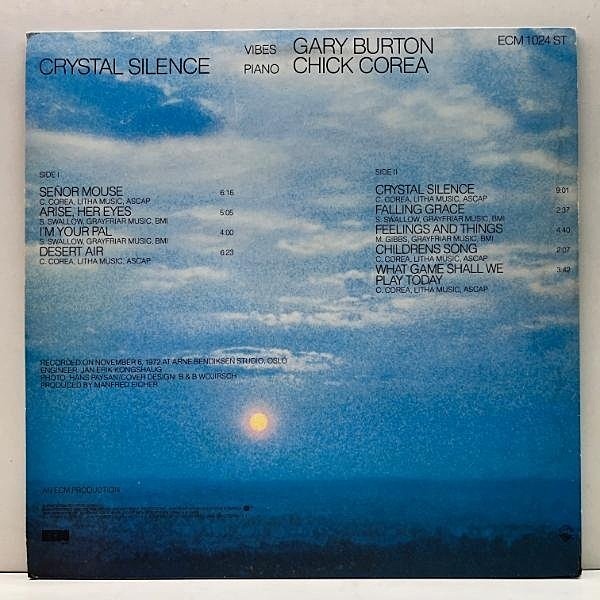 CRYSTAL SILENCE
VIBES GARY BURTON
PIANO CHICK COREA
ECM 1024 ST
SIDE I
SEÑOR MOUSE 6:16
C. COREA, LITHA MUSIC, ASCAP
ARISE, HER EYES 5:05
S. SWALLOW, GRAYFRIAR MUSIC, BMI
I'M YOUR PAL 4:00
S. SWALLOW, GRAYFRIAR MUSIC, BMI
DESERT AIR 6:23
C. COREA, LITHA MUSIC, ASCAP
SIDE II
CRYSTAL SILENCE 9:01
C. COREA, LITHA MUSIC, ASCAP
FALLING GRACE 2:37
S. SWALLOW, GRAYFRIAR MUSIC, BMI
FEELINGS AND THINGS 4:40
M. GIBBS, GRAYFRIAR MUSIC, BMI
CHILDRENS SONG 2:07
C. COREA, LITHA MUSIC, ASCAP
WHAT GAME SHALL WE 3:42
PLAY TODAY
C. COREA, LITHA MUSIC, ASCAP
RECORDED ON NOVEMBER 6, 1972 AT ARNE BENDIKSEN STUDIO, OSLO
ENGINEER: JAN ERIK KONGSHAUG
PHOTO: HANS PAYSAN/COVER DESIGN: B & B WOJIRSCH
PRODUCED BY MANFRED EICHER
AN ECM PRODUCTION